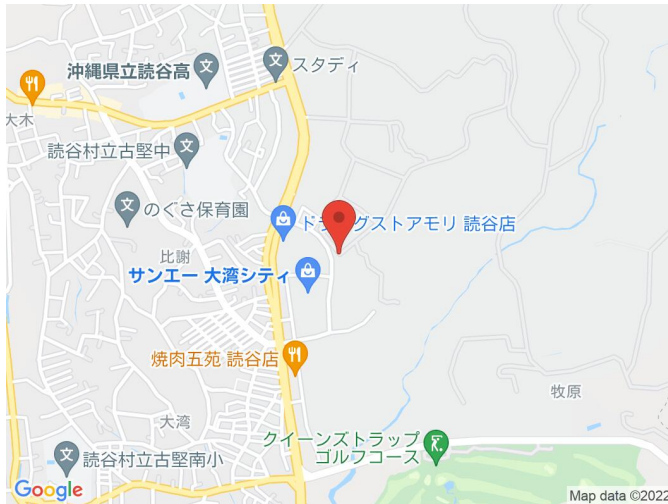 沖縄県立読谷高
スタディ
大木
読谷村立古堅中
のぐさ保育園
ドラッグストアモリ 読谷店
比謝
サンエー 大湾シティ
焼肉五苑 読谷店
牧原
大湾
クイーンズトラップ
ゴルフコース
読谷村立古堅南小
Google
Map data ©2022